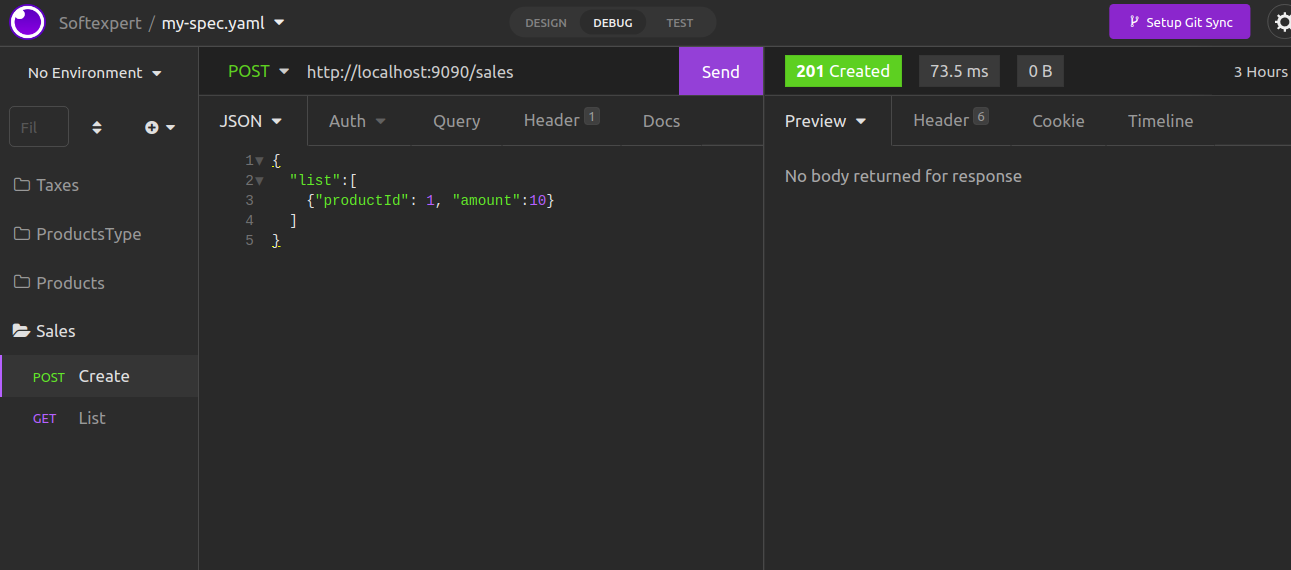 Softexpert / my-spec.yaml
DESIGN DEBUG TEST
Setup Git Sync
No Environment
POST http://localhost:9090/sales Send
201 Created 73.5 ms 0 B 3 Hours
Fil
JSON Auth Query Header 1 Docs
Preview Header 6 Cookie Timeline
Taxes
ProductsType
Products
Sales
POST Create
GET List
1 {
2 "list":[
3 {"productId": 1, "amount":10}
4 ]
5 }
No body returned for response